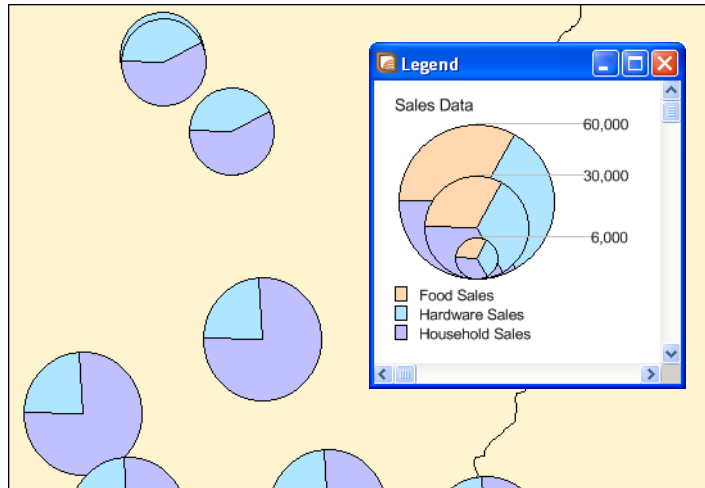 Legend
Sales Data
60,000
30,000
6,000
Food Sales
Hardware Sales
Household Sales